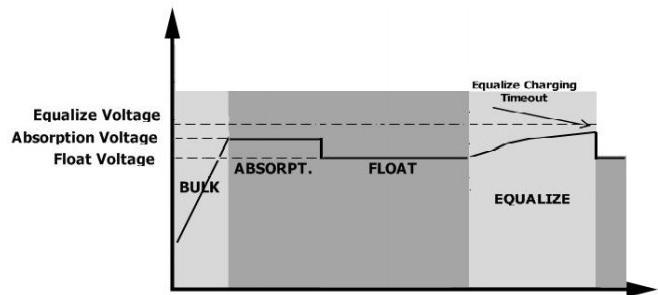 Equalize Charging
Timeout
Equalize Voltage
Absorption Voltage
Float Voltage
BULK
ABSORPT.
FLOAT
EQUALIZE